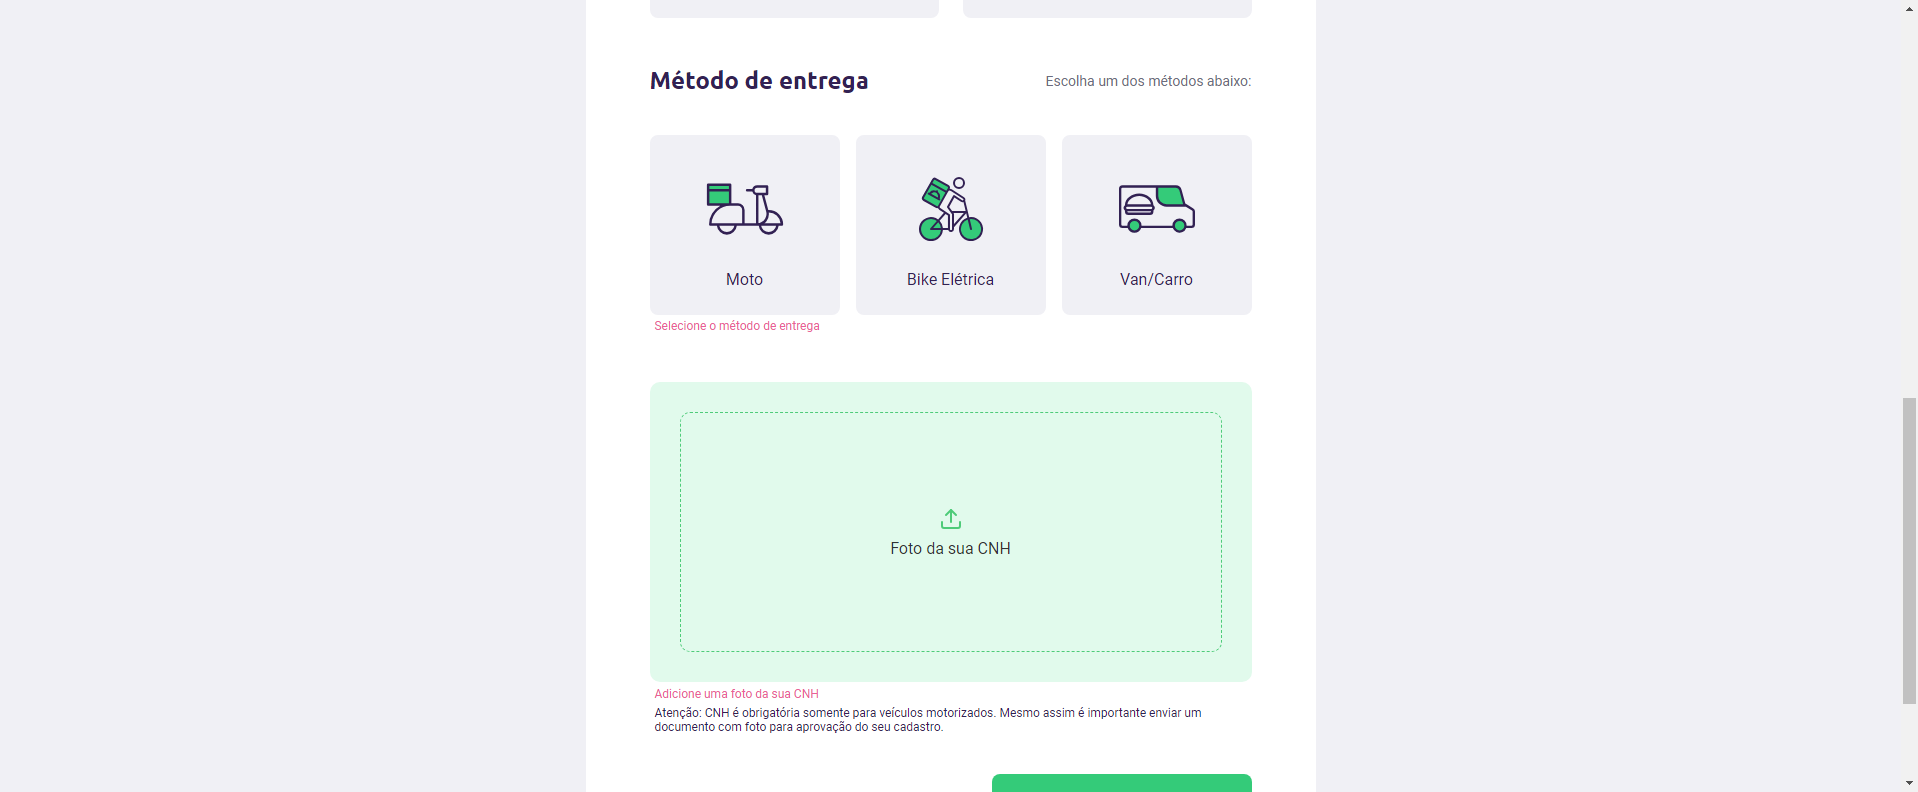 Método de entrega
Escolha um dos métodos abaixo:
Moto
Bike Elétrica
Van/Carro
Selecione o método de entrega
Foto da sua CNH
Adicione uma foto da sua CNH
Atenção: CNH é obrigatória somente para veículos motorizados. Mesmo assim é importante enviar um
documento com foto para aprovação do seu cadastro.